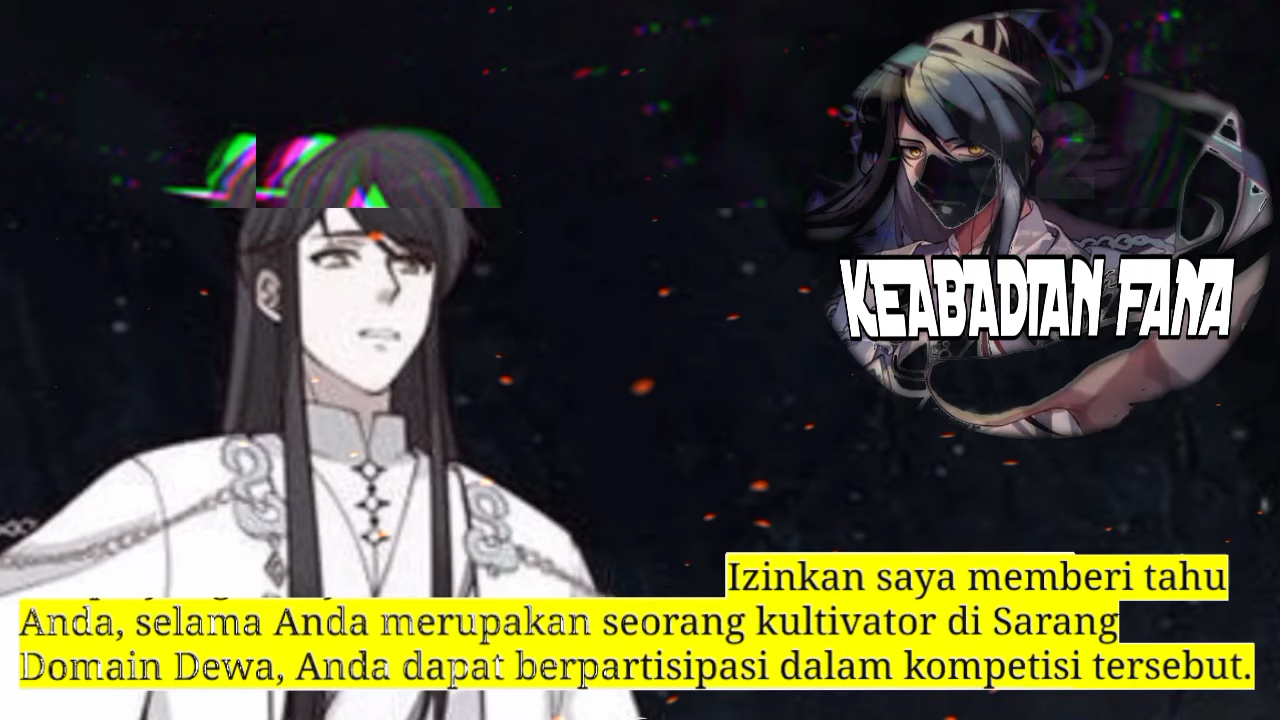 KEABADIAN FANA
Izinkan saya memberi tahu
Anda, selama Anda merupakan seorang kultivator di Sarang
Domain Dewa, Anda dapat berpartisipasi dalam kompetisi tersebut.